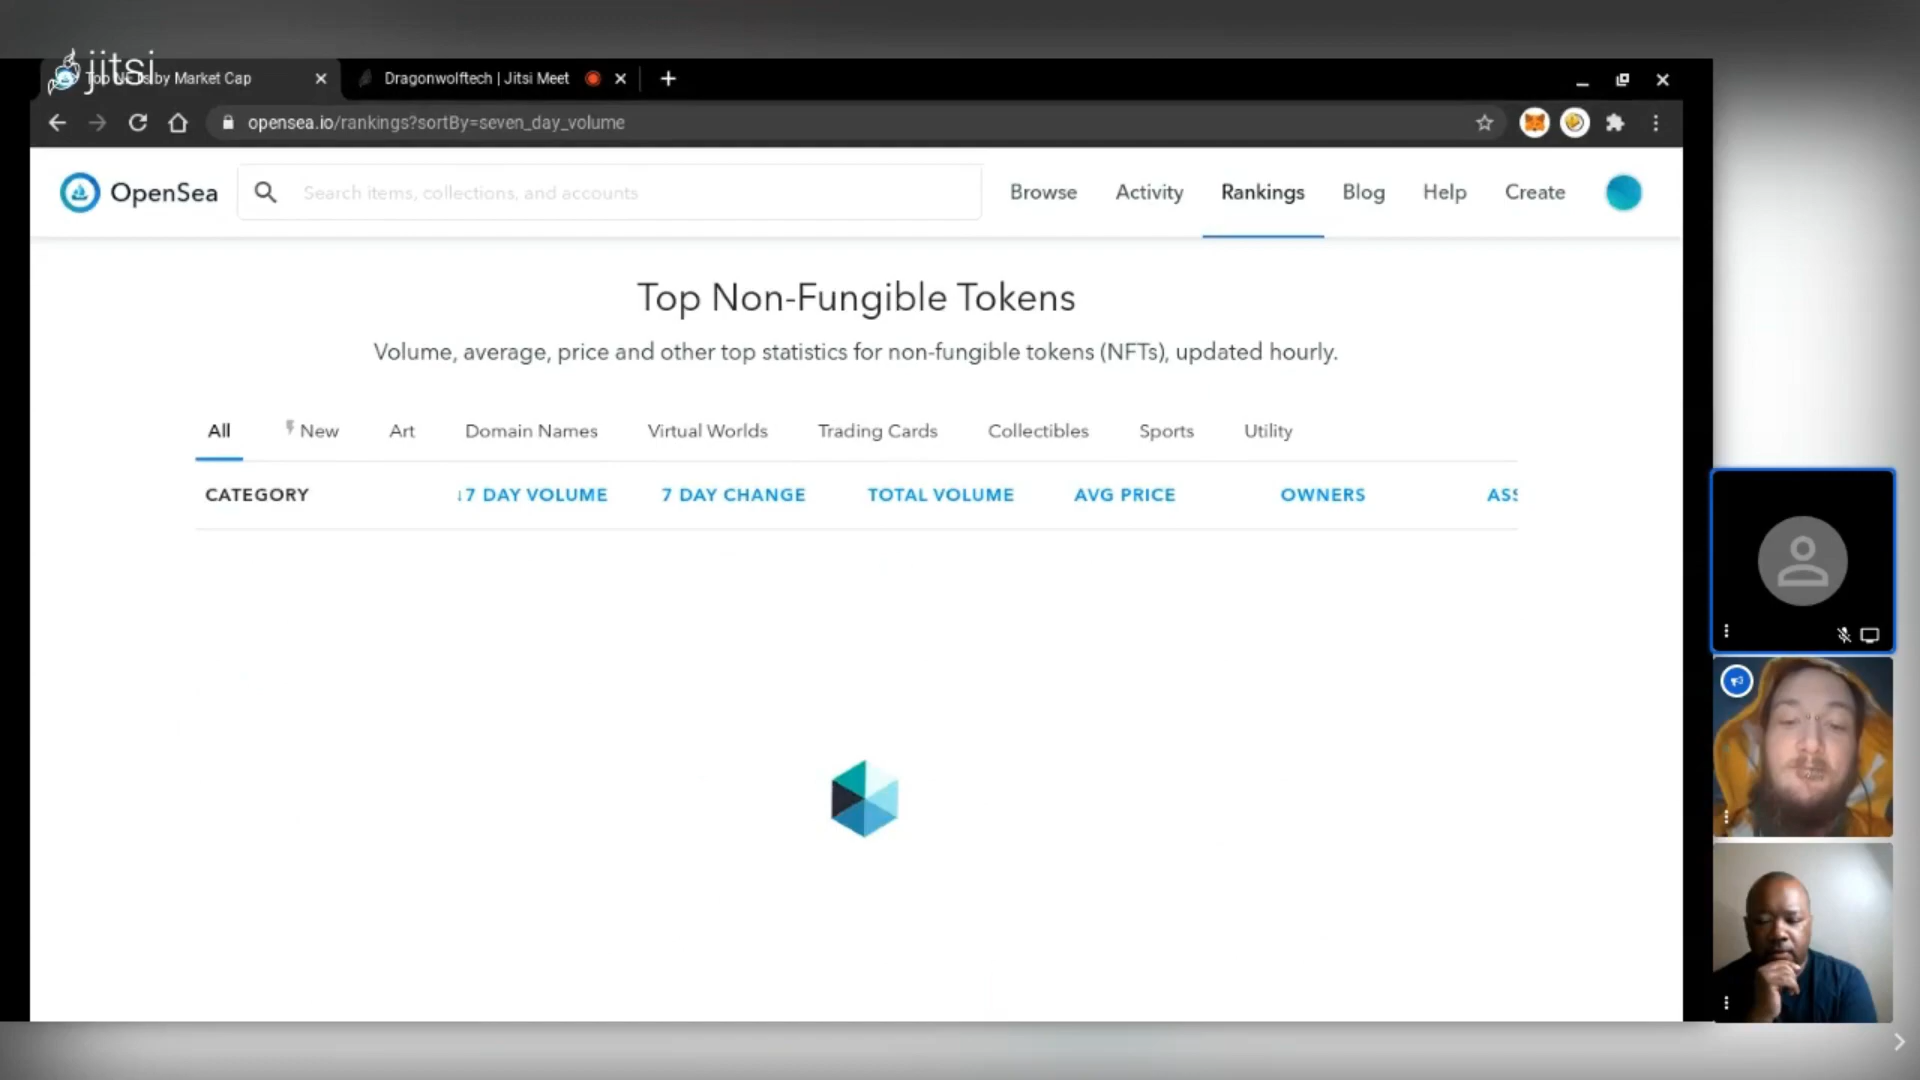 jitsi
Top NFTs by Market Cap
Dragonwolftech | Jitsi Meet
opensea.io/rankings?sortBy=seven_day_volume
OpenSea
Search items, collections, and accounts
Browse
Activity
Rankings
Blog
Help
Create
Top Non-Fungible Tokens
Volume, average, price and other top statistics for non-fungible tokens (NFTs), updated hourly.
All
New
Art
Domain Names
Virtual Worlds
Trading Cards
Collectibles
Sports
Utility
CATEGORY
↓7 DAY VOLUME
7 DAY CHANGE
TOTAL VOLUME
AVG PRICE
OWNERS
ASS